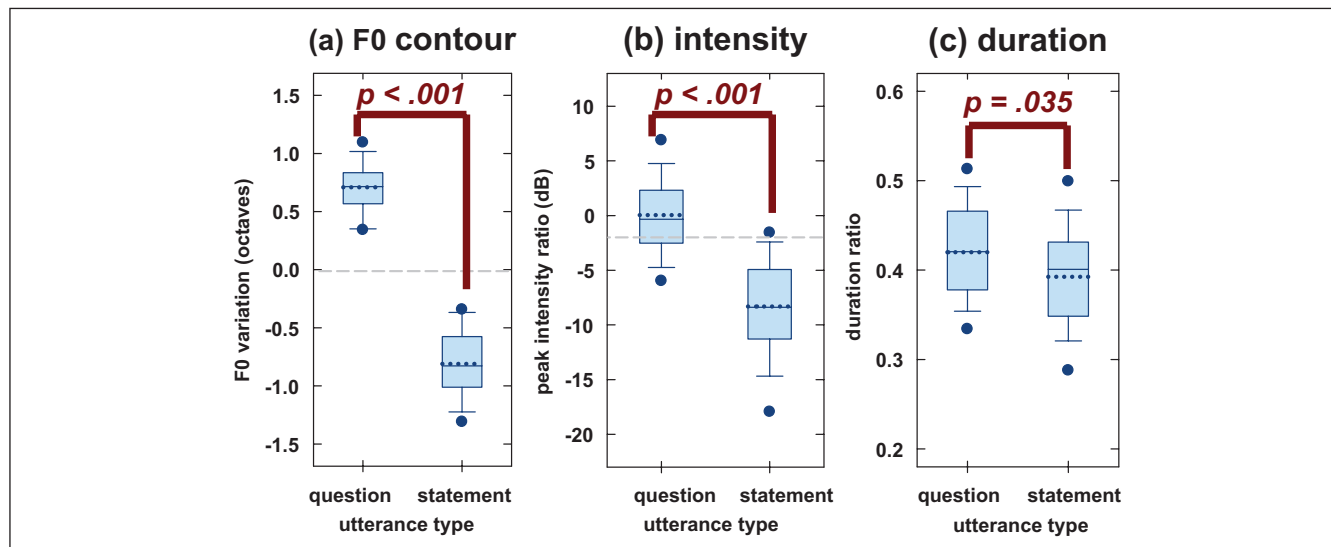 (a) F0 contour
(b) intensity
(c) duration
F0 variation (octaves)
1.5
1.0
0.5
0.0
-0.5
-1.0
-1.5
p < .001
question statement
utterance type
peak intensity ratio (dB)
10
5
0
-5
-10
-15
-20
p < .001
question statement
utterance type
duration ratio
0.6
0.5
0.4
0.3
0.2
p = .035
question statement
utterance type